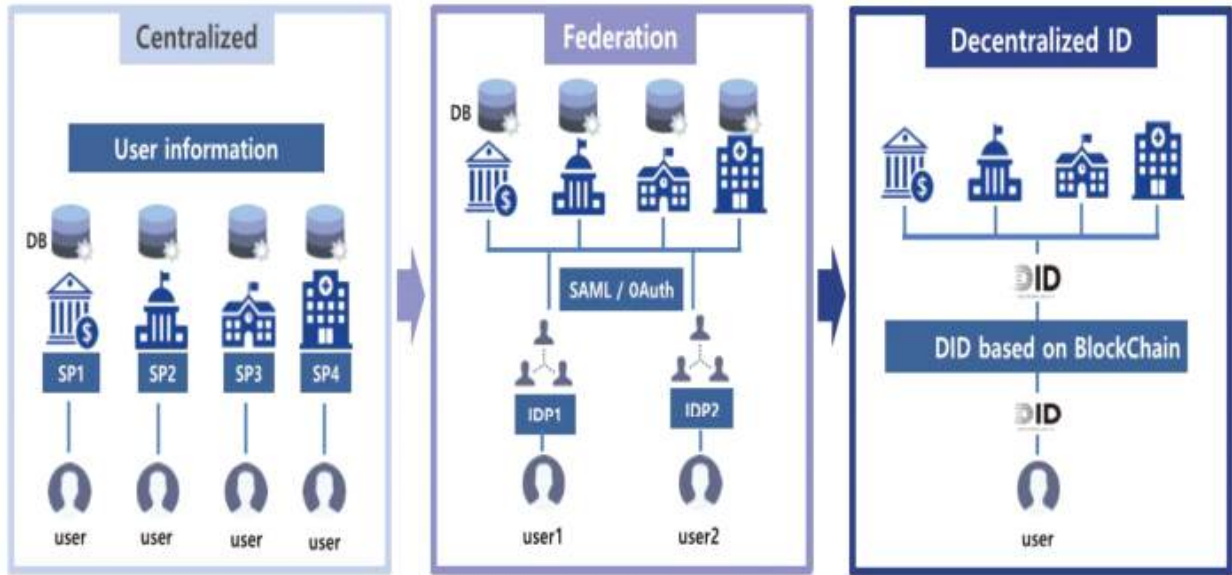 Centralized
User information
DB
SP1 SP2 SP3 SP4
user user user user
Federation
DB
SAML / OAuth
IDP1 IDP2
user1 user2
Decentralized ID
DID
DID based on BlockChain
DID
user